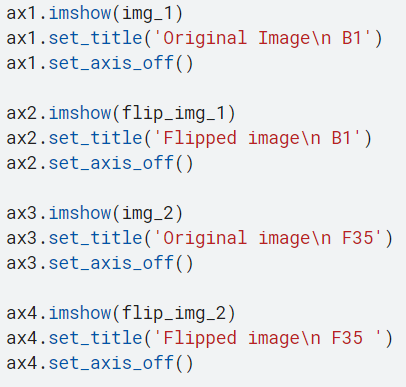 ax1.imshow(img_1)
ax1.set_title('Original Image\n B1')
ax1.set_axis_off()
ax2.imshow(flip_img_1)
ax2.set_title('Flipped image\n B1')
ax2.set_axis_off()
ax3.imshow(img_2)
ax3.set_title('Original image\n F35')
ax3.set_axis_off()
ax4.imshow(flip_img_2)
ax4.set_title('Flipped image\n F35 ')
ax4.set_axis_off()